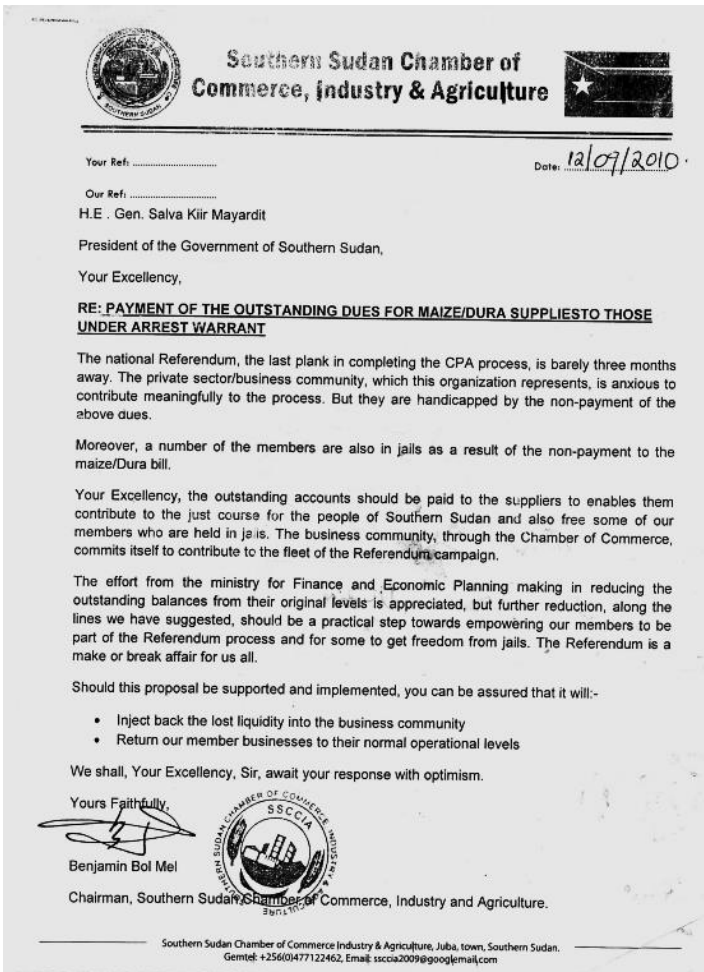 Southern Sudan Chamber of
Commerce, Industry & Agriculture
Your Ref: ..............................
Date: 12/09/2010.
Our Ref: ..............................
H.E . Gen. Salva Kiir Mayardit
President of the Government of Southern Sudan,
Your Excellency,
RE: PAYMENT OF THE OUTSTANDING DUES FOR MAIZE/DURA SUPPLIESTO THOSE
UNDER ARREST WARRANT
The national Referendum, the last plank in completing the CPA process, is barely three months
away. The private sector/business community, which this organization represents, is anxious to
contribute meaningfully to the process. But they are handicapped by the non-payment of the
above dues.
Moreover, a number of the members are also in jails as a result of the non-payment to the
maize/Dura bill.
Your Excellency, the outstanding accounts should be paid to the suppliers to enables them
contribute to the just course for the people of Southern Sudan and also free some of our
members who are held in jails. The business community, through the Chamber of Commerce,
commits itself to contribute to the fleet of the Referendum campaign.
The effort from the ministry for Finance and Economic Planning making in reducing the
outstanding balances from their original levels is appreciated, but further reduction, along the
lines we have suggested, should be a practical step towards empowering our members to be
part of the Referendum process and for some to get freedom from jails. The Referendum is a
make or break affair for us all.
Should this proposal be supported and implemented, you can be assured that it will:-
• Inject back the lost liquidity into the business community
• Return our member businesses to their normal operational levels
We shall, Your Excellency, Sir, await your response with optimism.
Yours Faithfully,
SOUTHERN SUDAN CHAMBER OF COMMERCE INDUSTRY & AGRICULTURE
SSCCIA
Benjamin Bol Mel
Chairman, Southern Sudan Chamber of Commerce, Industry and Agriculture.
Southern Sudan Chamber of Commerce Industry & Agriculture, Juba, town, Southern Sudan.
Gemtel: +256(0)477122462, Email: ssccia2009@googlemail.com